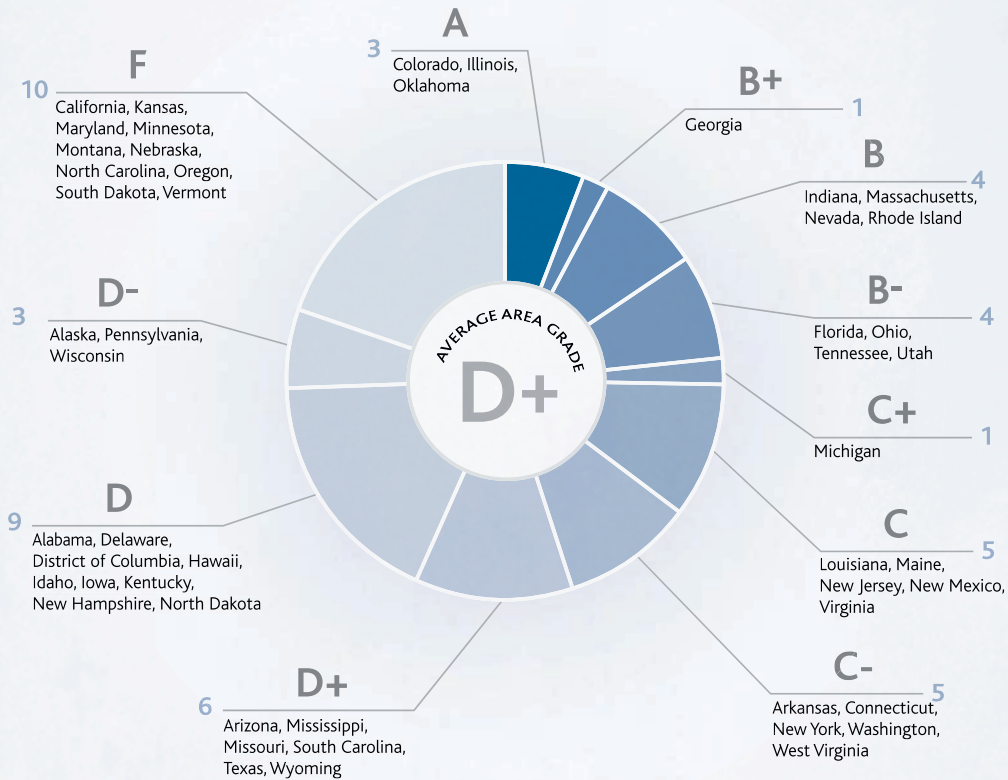 A
3
Colorado, Illinois,
Oklahoma
B+
1
Georgia
B
4
Indiana, Massachusetts,
Nevada, Rhode Island
B-
4
Florida, Ohio,
Tennessee, Utah
C+
1
Michigan
C
5
Louisiana, Maine,
New Jersey, New Mexico,
Virginia
C-
5
Arkansas, Connecticut,
New York, Washington,
West Virginia
D+
6
Arizona, Mississippi,
Missouri, South Carolina,
Texas, Wyoming
D
9
Alabama, Delaware,
District of Columbia, Hawaii,
Idaho, Iowa, Kentucky,
New Hampshire, North Dakota
D-
3
Alaska, Pennsylvania,
Wisconsin
F
10
California, Kansas,
Maryland, Minnesota,
Montana, Nebraska,
North Carolina, Oregon,
South Dakota, Vermont
AVERAGE AREA GRADE
D+